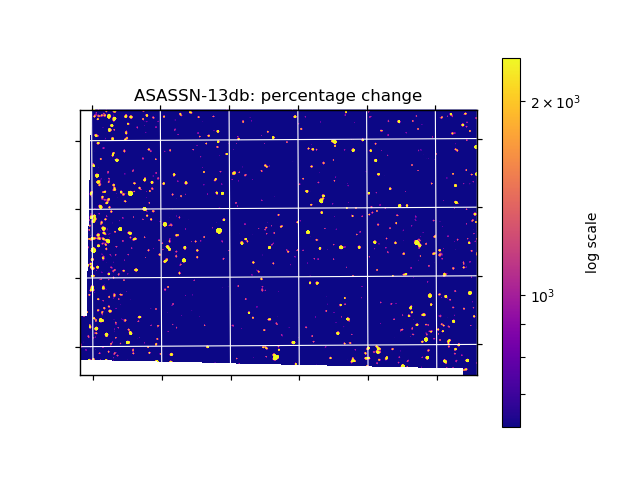 ASASSN-13db: percentage change
2 × 10³
10³
log scale